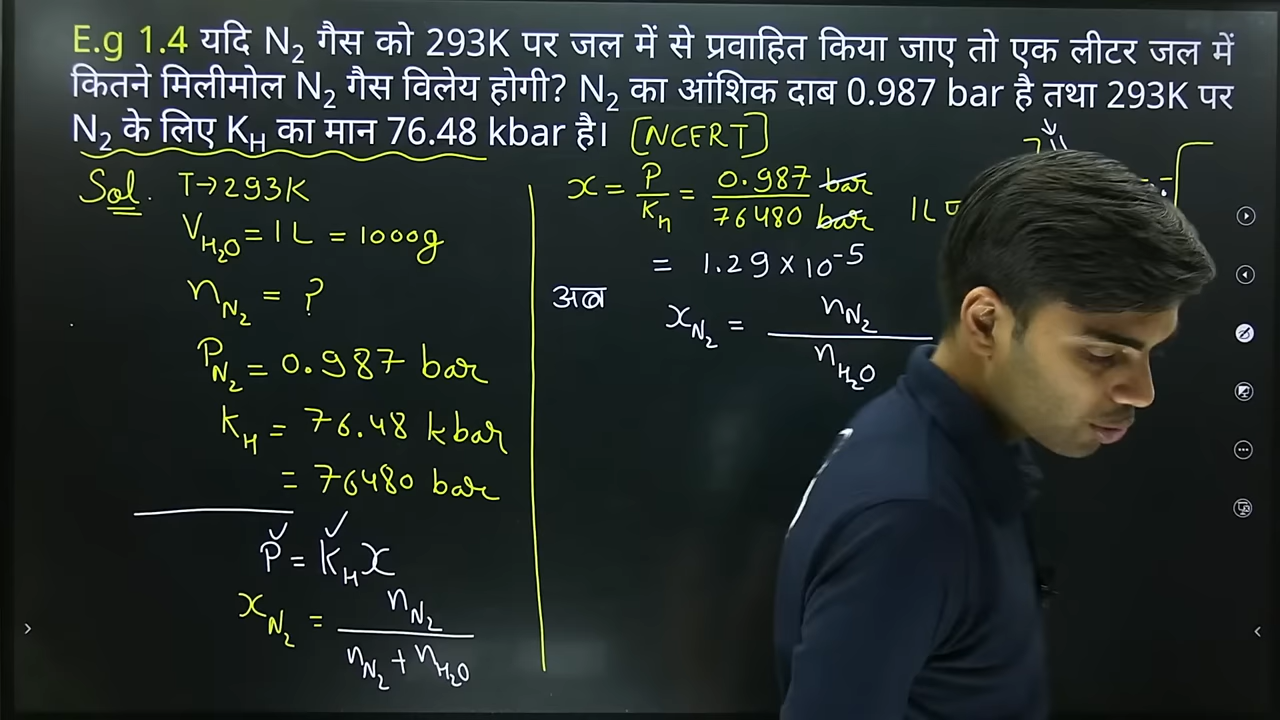 E.g 1.4 यदि N₂ गैस को 293K पर जल में से प्रवाहित किया जाए तो एक लीटर जल में
कितने मिलीमोल N₂ गैस विलेय होगी? N₂ का आंशिक दाब 0.987 bar है तथा 293K पर
N₂ के लिए K_H का मान 76.48 kbar है। [NCERT]
Sol. T→293K
V_H₂O = 1L = 1000g
n_N₂ = ?
P_N₂ = 0.987 bar
K_H = 76.48 kbar
= 76480 bar
P = K_H x
x_N₂ = n_N₂ / (n_N₂ + n_H₂O)
x = P/K_H = 0.987 bar / 76480 bar
= 1.29 × 10⁻⁵
अब
x_N₂ = n_N₂ / n_H₂O
1L